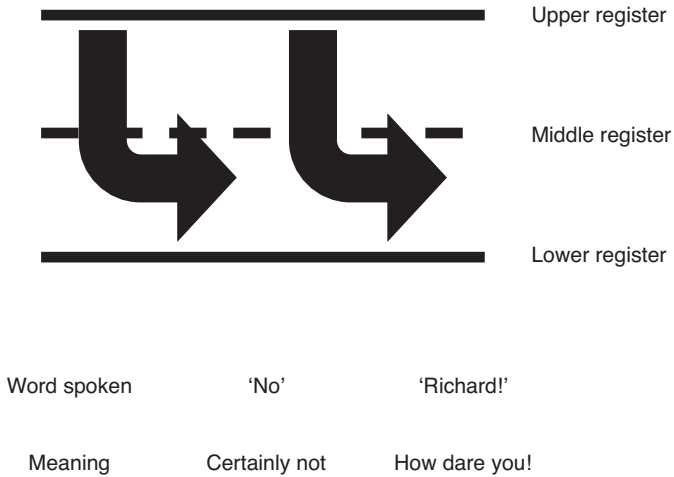 Upper register
Middle register
Lower register
Word spoken ‘No’ ‘Richard!’
Meaning Certainly not How dare you!